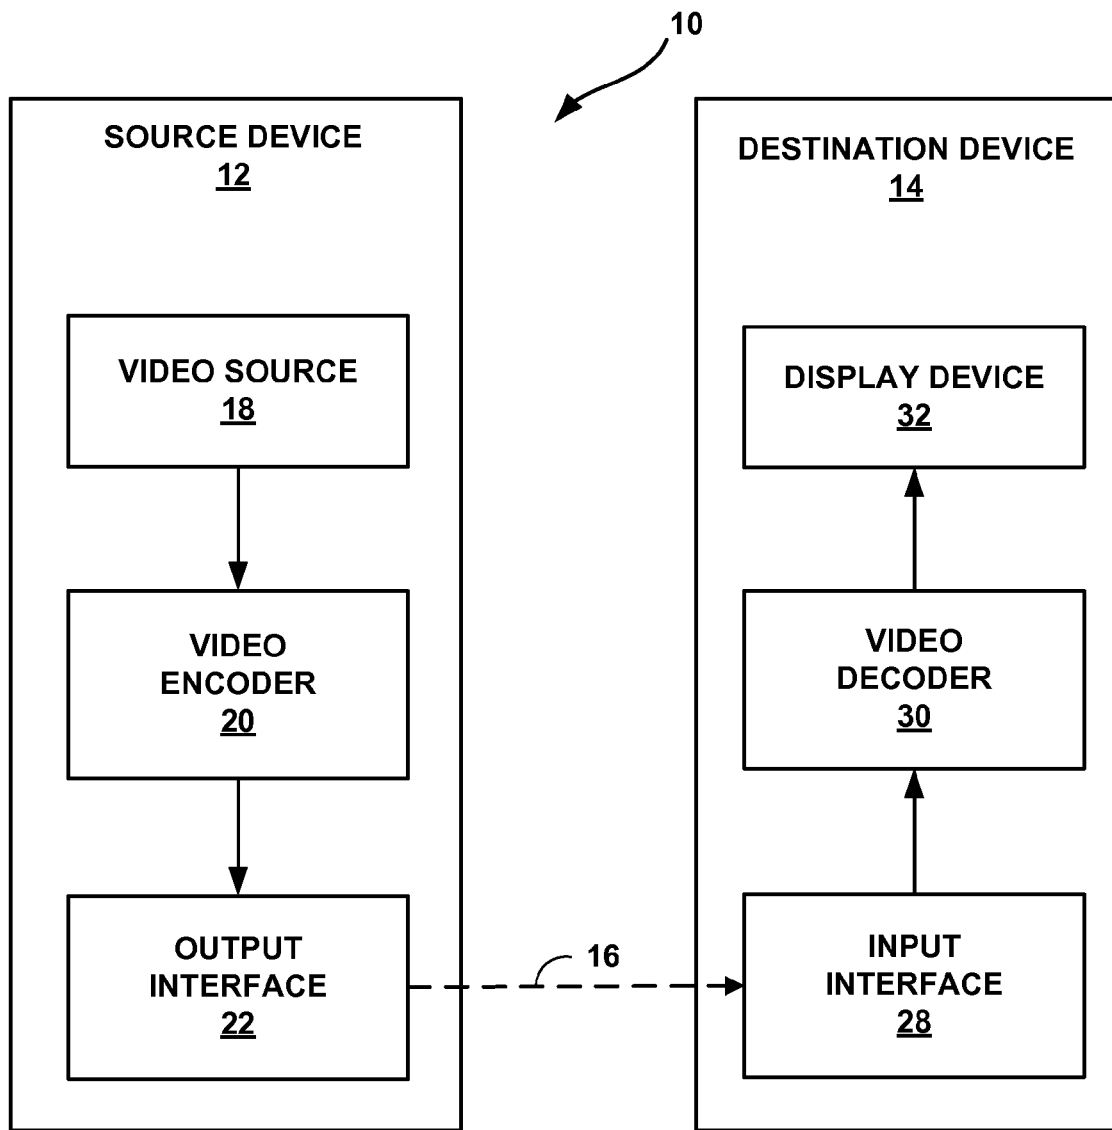 10
SOURCE DEVICE
12
VIDEO SOURCE
18
VIDEO
ENCODER
20
OUTPUT
INTERFACE
22
16
DESTINATION DEVICE
14
DISPLAY DEVICE
32
VIDEO
DECODER
30
INPUT
INTERFACE
28